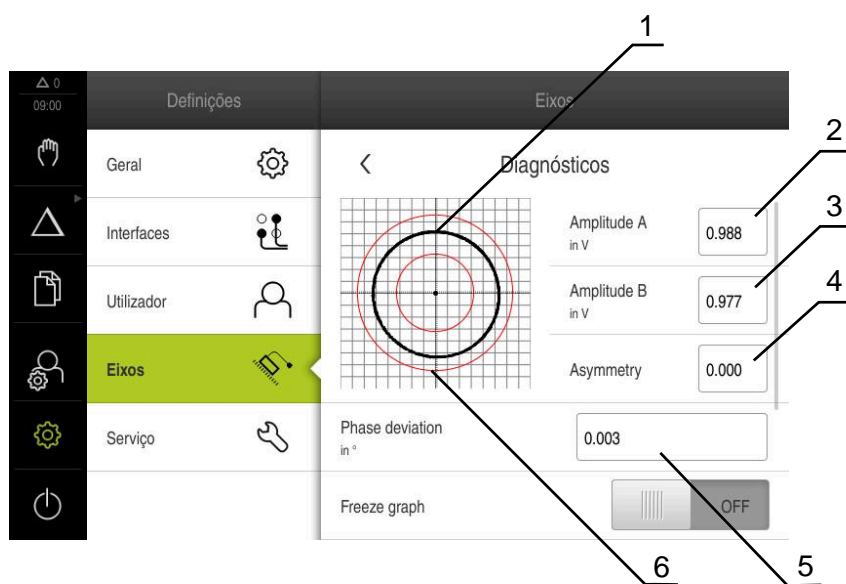 1
△ 0
09:00
Definições
Eixos
Geral
Diagnósticos
2
Amplitude A
in V
0.988
3
Interfaces
Utilizador
Amplitude B
in V
0.977
4
Eixos
Asymmetry
0.000
Serviço
Phase deviation
in °
0.003
Freeze graph
OFF
6
5